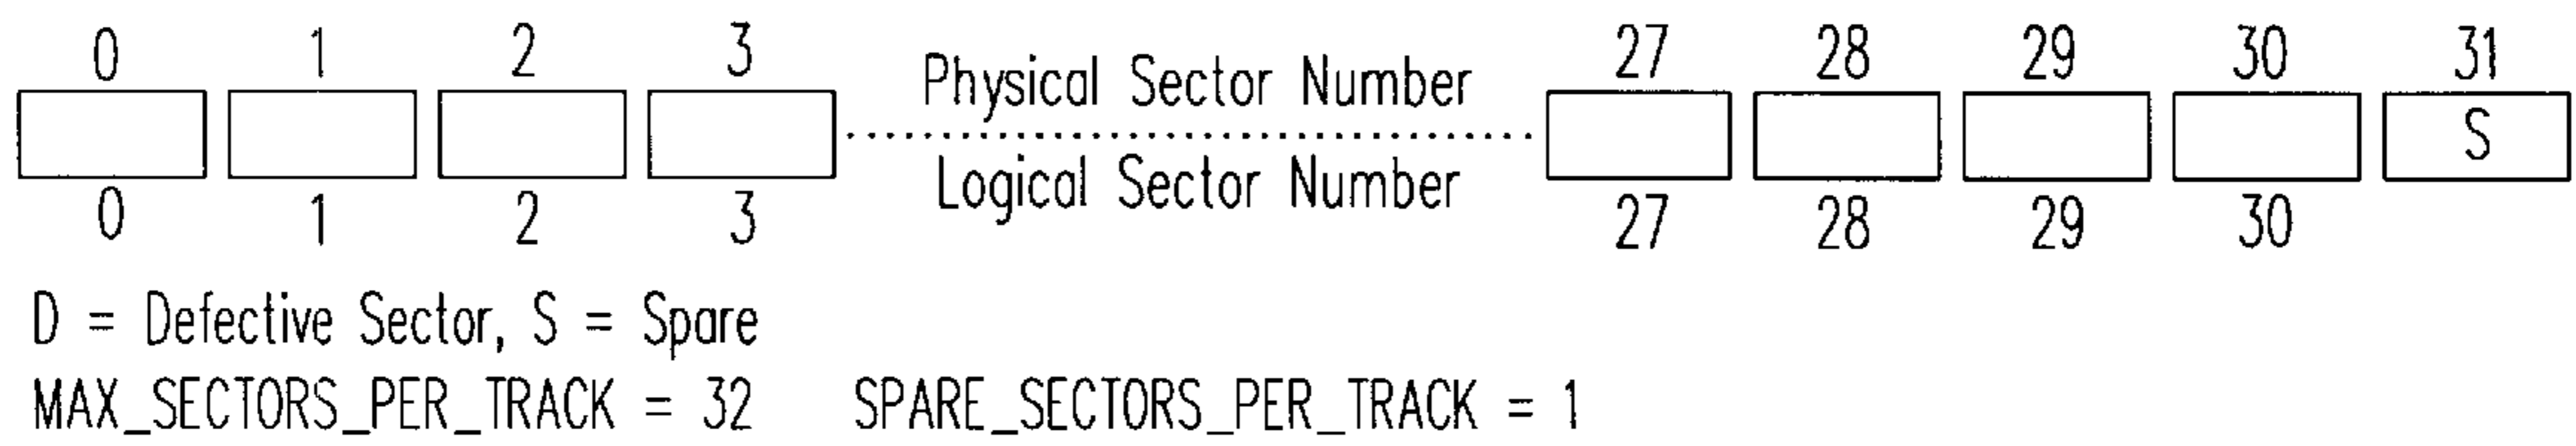 0 1 2 3 27 28 29 30 31
Physical Sector Number
S
Logical Sector Number
0 1 2 3 27 28 29 30
D = Defective Sector, S = Spare
MAX_SECTORS_PER_TRACK = 32 SPARE_SECTORS_PER_TRACK = 1